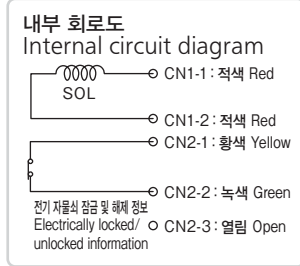 내부 회로도
Internal circuit diagram
SOL
CN1-1 : 적색 Red
CN1-2 : 적색 Red
CN2-1 : 황색 Yellow
CN2-2 : 녹색 Green
전기 자물쇠 잠금 및 해제 정보
Electrically locked/
unlocked information
CN2-3 : 열림 Open